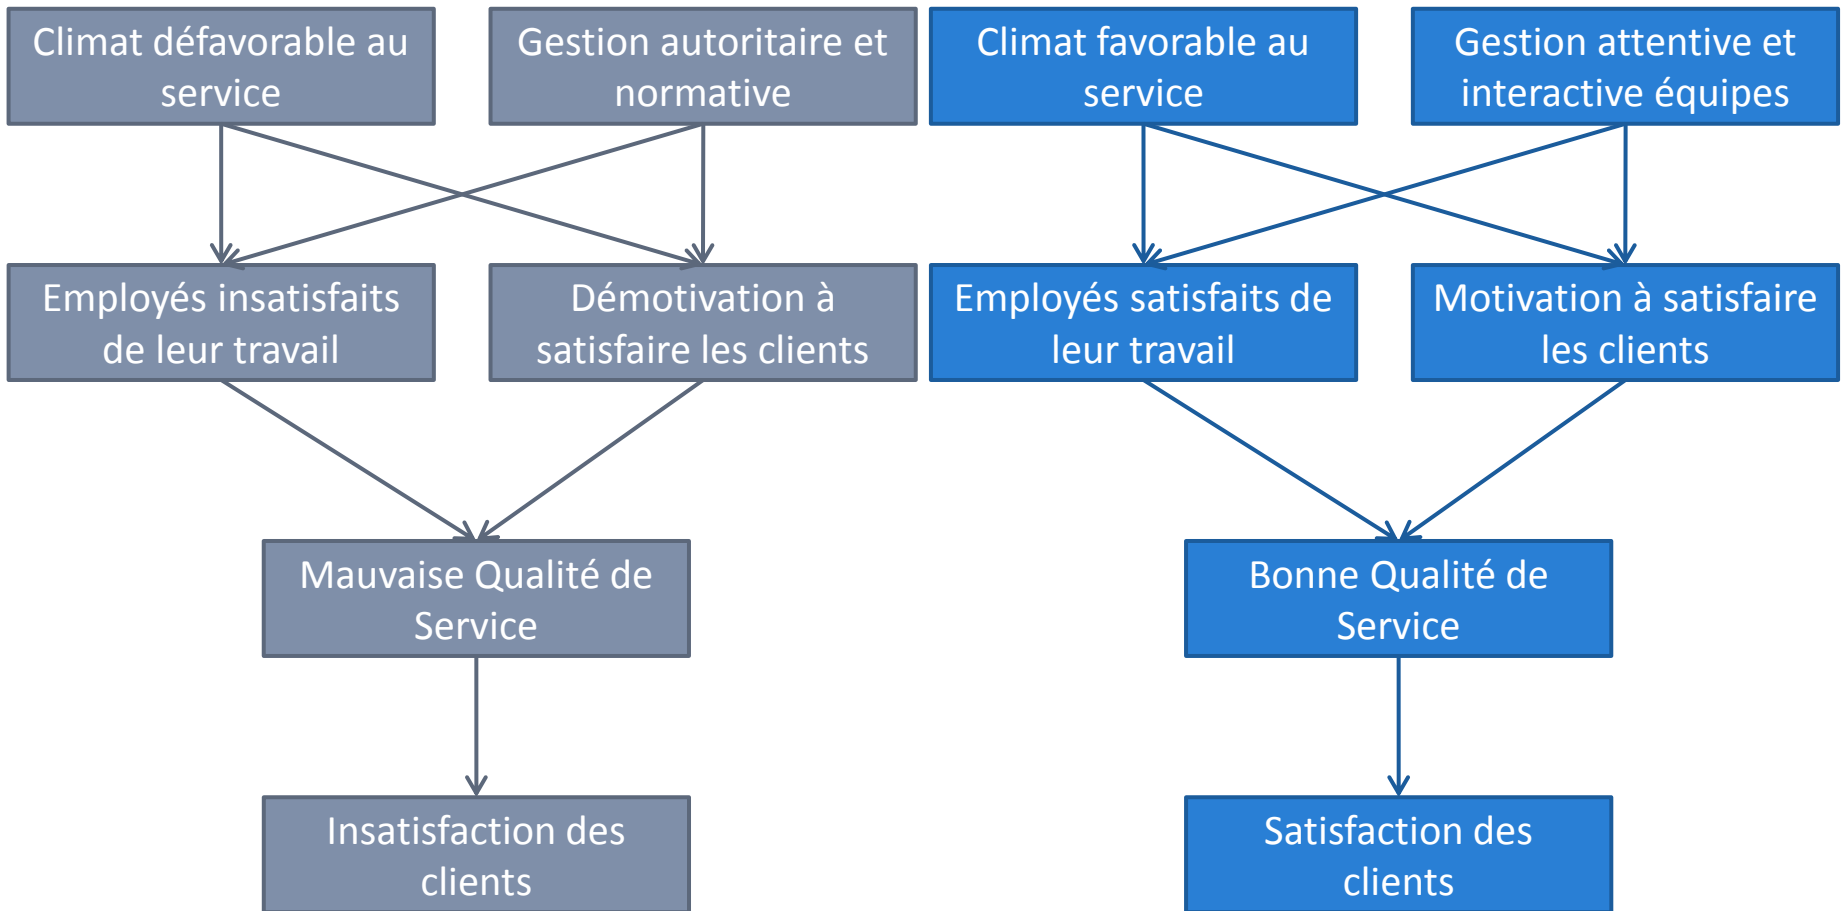 Climat défavorable au
service
Gestion autoritaire et
normative
Climat favorable au
service
Gestion attentive et
interactive équipes
Employés insatisfaits
de leur travail
Démotivation à
satisfaire les clients
Employés satisfaits de
leur travail
Motivation à satisfaire
les clients
Mauvaise Qualité de
Service
Bonne Qualité de
Service
Insatisfaction des
clients
Satisfaction des
clients